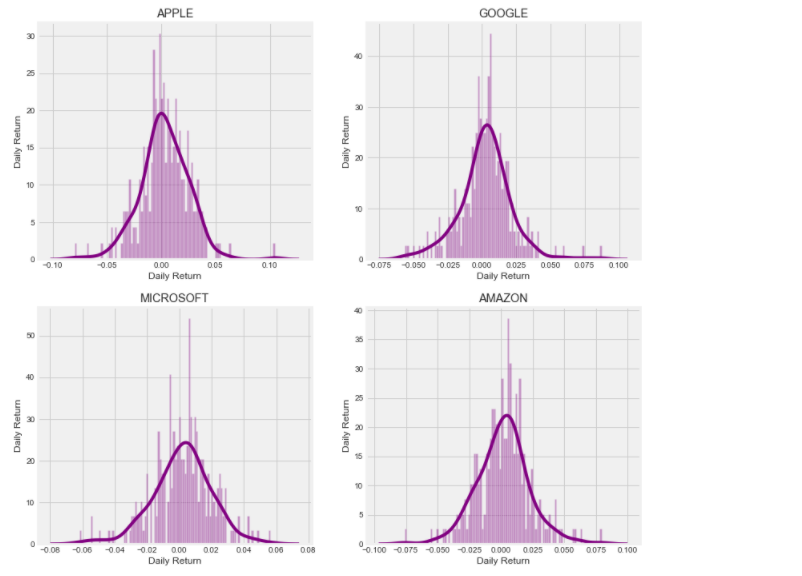 APPLE
Daily Return
30
25
20
15
10
5
0
−0.10 −0.05 0.00 0.05 0.10
Daily Return
GOOGLE
Daily Return
40
30
20
10
0
−0.075 −0.050 −0.025 0.000 0.025 0.050 0.075 0.100
Daily Return
MICROSOFT
Daily Return
50
40
30
20
10
0
−0.08 −0.06 −0.04 −0.02 0.00 0.02 0.04 0.06 0.08
Daily Return
AMAZON
Daily Return
40
35
30
25
20
15
10
5
0
−0.100 −0.075 −0.050 −0.025 0.000 0.025 0.050 0.075 0.100
Daily Return